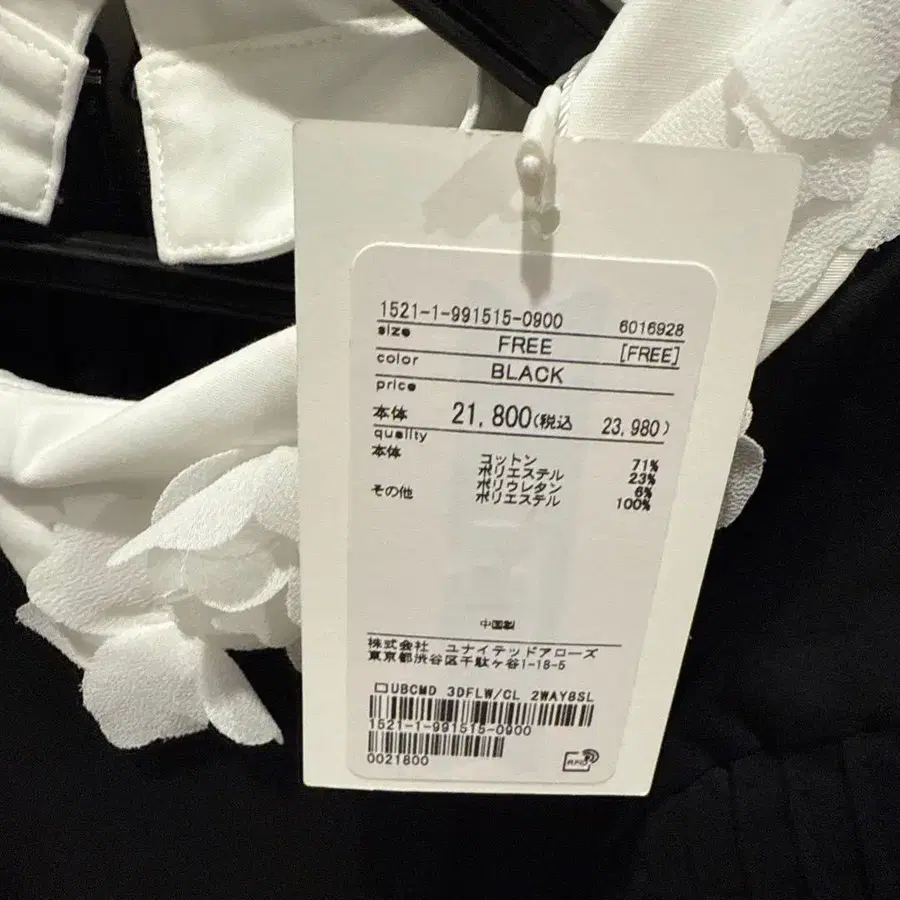 1521-1-991515-0900 6016928
size FREE [FREE]
color BLACK
price
本体 21,800(税込 23,980)
quality
本体 コットン 71%
ポリエステル 23%
ポリウレタン 6%
その他 ポリエステル 100%
中国製
株式会社 ユナイテッドアローズ
東京都渋谷区千駄ヶ谷1-18-5
□UBCMD 3DFLW/CL 2WAYBSL
1521-1-991515-0900
0021800
RFID